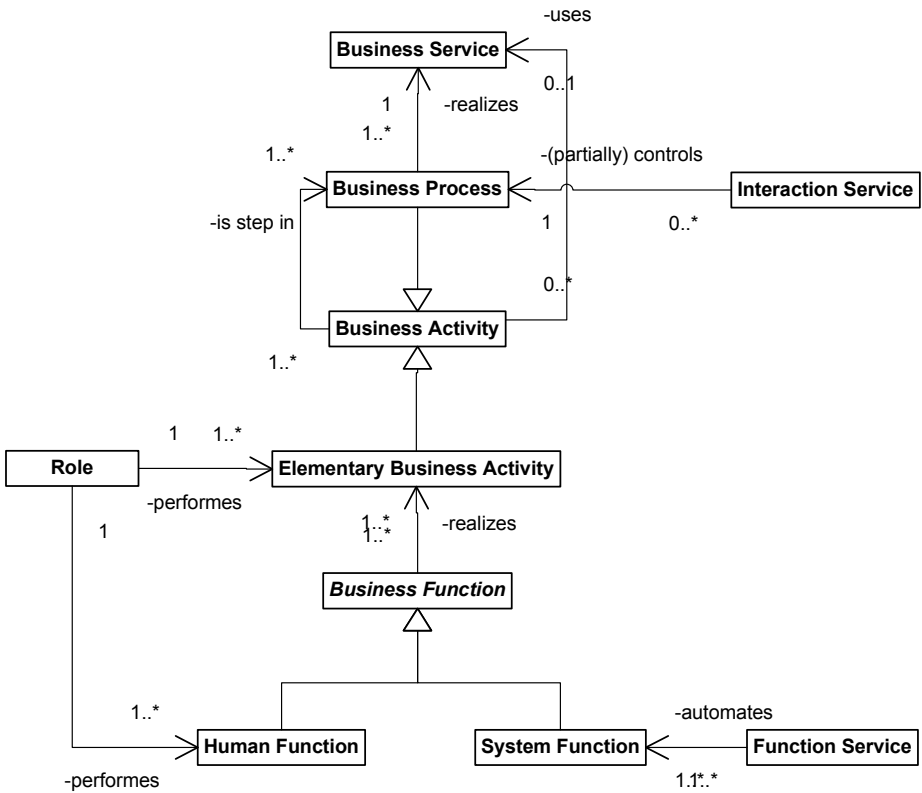 -uses
Business Service
0..1
1
-realizes
1..*
1..*
-(partially) controls
Business Process
Interaction Service
-is step in
1
0..*
0..*
Business Activity
1..*
1
1..*
Role
Elementary Business Activity
-performes
1..*
-realizes
1
1..*
Business Function
1..*
-automates
Human Function
System Function
Function Service
-performes